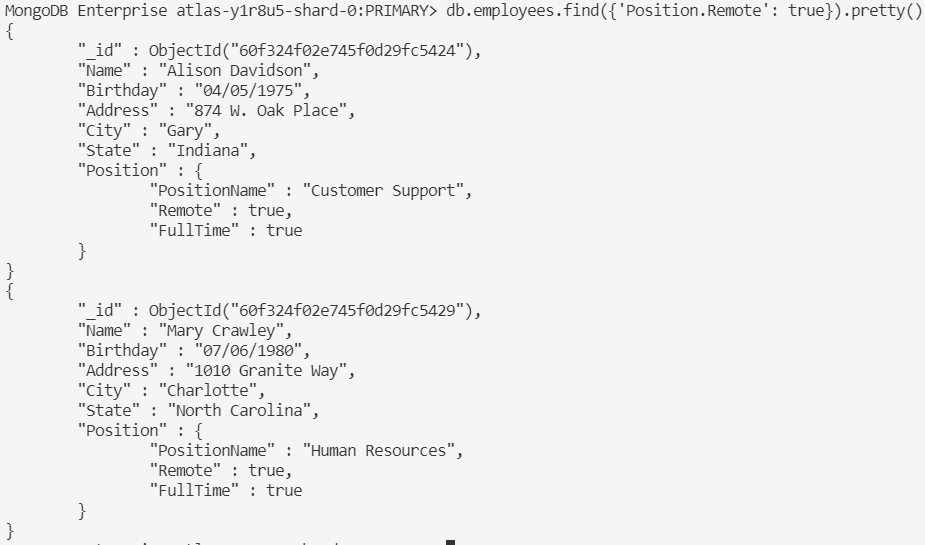 MongoDB Enterprise atlas-y1r8u5-shard-0:PRIMARY> db.employees.find({'Position.Remote': true}).pretty()
{
        "_id" : ObjectId("60f324f02e745f0d29fc5424"),
        "Name" : "Alison Davidson",
        "Birthday" : "04/05/1975",
        "Address" : "874 W. Oak Place",
        "City" : "Gary",
        "State" : "Indiana",
        "Position" : {
                "PositionName" : "Customer Support",
                "Remote" : true,
                "FullTime" : true
        }
}
{
        "_id" : ObjectId("60f324f02e745f0d29fc5429"),
        "Name" : "Mary Crawley",
        "Birthday" : "07/06/1980",
        "Address" : "1010 Granite Way",
        "City" : "Charlotte",
        "State" : "North Carolina",
        "Position" : {
                "PositionName" : "Human Resources",
                "Remote" : true,
                "FullTime" : true
        }
}